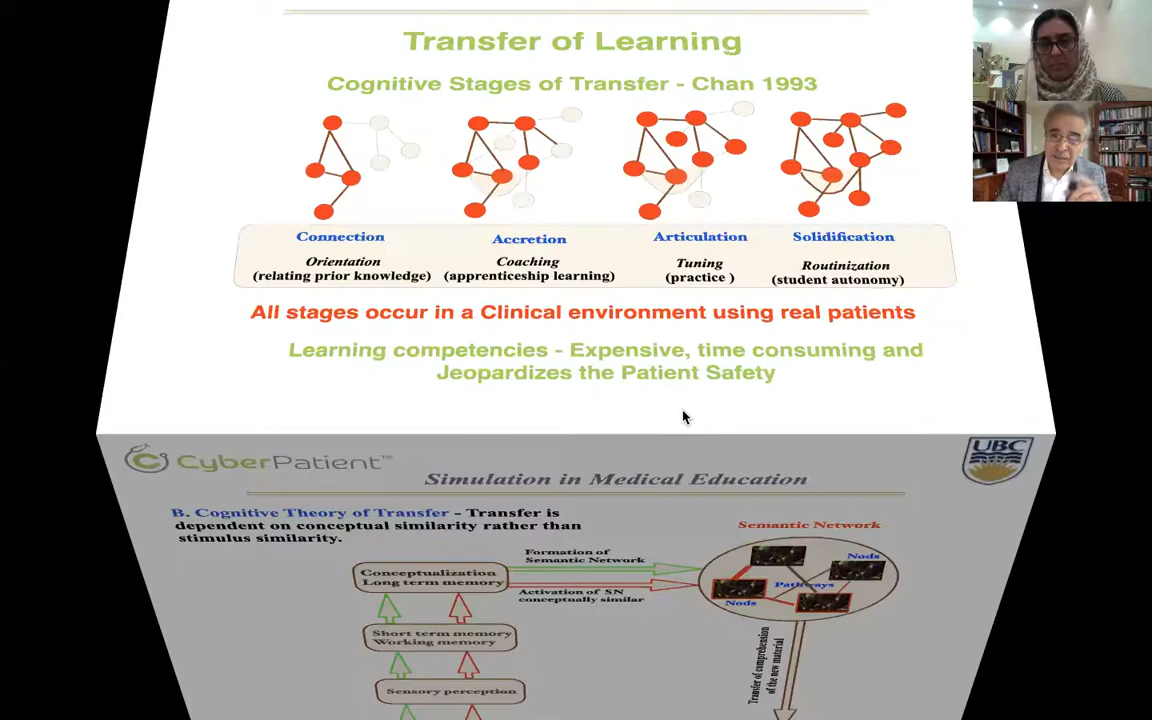 Transfer of Learning
Cognitive Stages of Transfer - Chan 1993
Connection
Orientation
(relating prior knowledge)
Accretion
Coaching
(apprenticeship learning)
Articulation
Tuning
(practice )
Solidification
Routinization
(student autonomy)
All stages occur in a Clinical environment using real patients
Learning competencies - Expensive, time consuming and
Jeopardizes the Patient Safety
CyberPatient™
UBC
Simulation in Medical Education
B. Cognitive Theory of Transfer - Transfer is
dependent on conceptual similarity rather than
stimulus similarity.
Semantic Network
Formation of
Semantic Network
Activation of SN
conceptually similar
Conceptualization
Long term memory
Nods
Pathways
Nods
Short term memory
Working memory
Sensory perception
Transfer of comprehension
of the new material